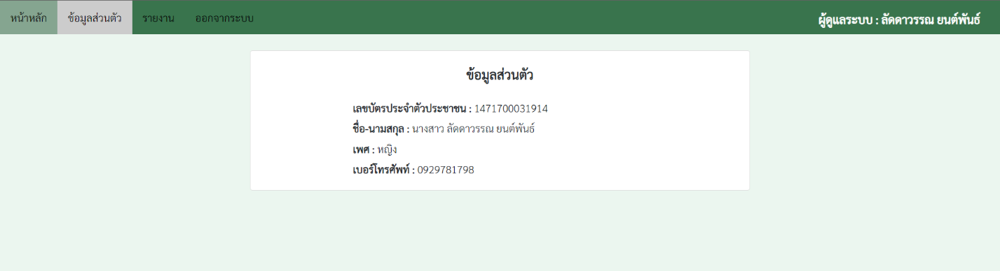 หน้าหลัก ข้อมูลส่วนตัว รายงาน ออกจากระบบ ผู้ดูแลระบบ : ลัดดาวรรณ ยนต์พันธ์
ข้อมูลส่วนตัว
เลขบัตรประจำตัวประชาชน : 1471700031914
ชื่อ-นามสกุล : นางสาว ลัดดาวรรณ ยนต์พันธ์
เพศ : หญิง
เบอร์โทรศัพท์ : 0929781798